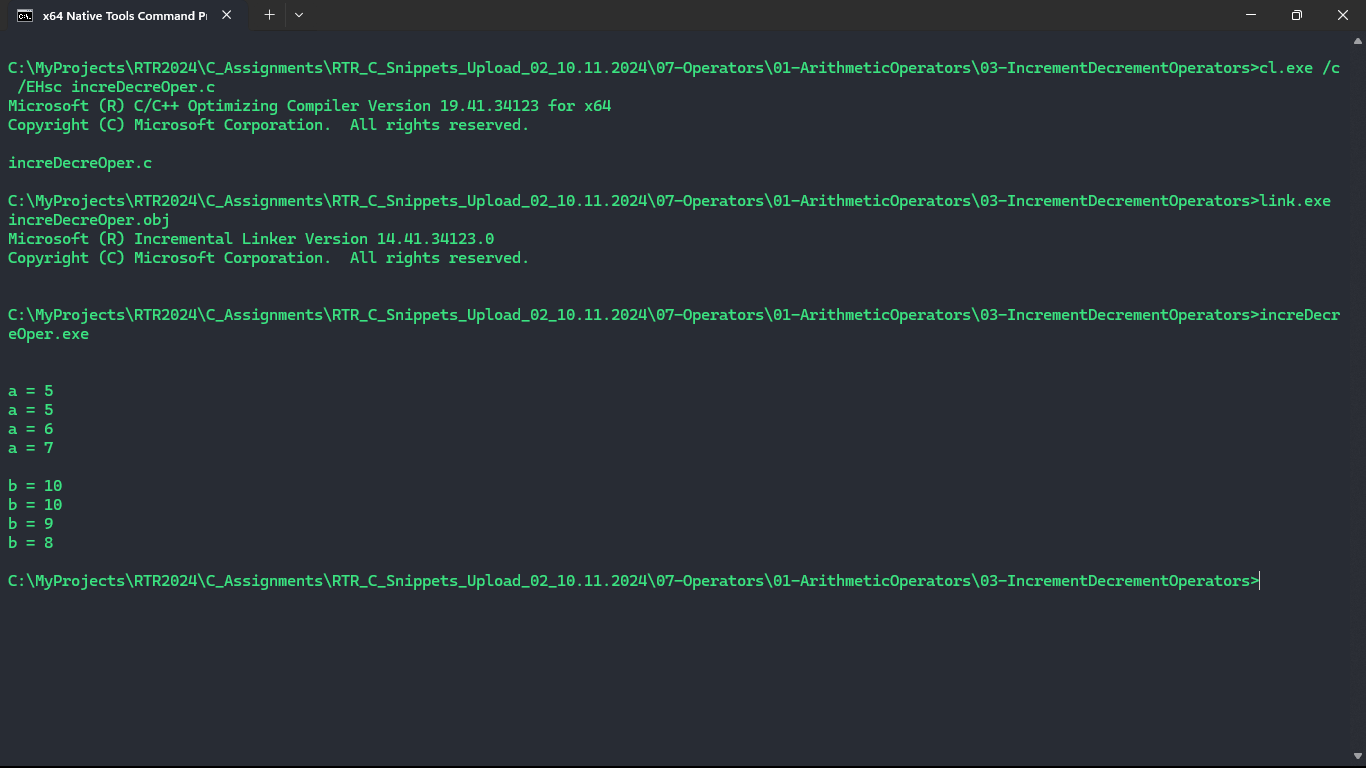 x64 Native Tools Command Pr
C:\MyProjects\RTR2024\C_Assignments\RTR_C_Snippets_Upload_02_10.11.2024\07-Operators\01-ArithmeticOperators\03-IncrementDecrementOperators>cl.exe /c
/EHsc increDecreOper.c
Microsoft (R) C/C++ Optimizing Compiler Version 19.41.34123 for x64
Copyright (C) Microsoft Corporation.  All rights reserved.
increDecreOper.c
C:\MyProjects\RTR2024\C_Assignments\RTR_C_Snippets_Upload_02_10.11.2024\07-Operators\01-ArithmeticOperators\03-IncrementDecrementOperators>link.exe
increDecreOper.obj
Microsoft (R) Incremental Linker Version 14.41.34123.0
Copyright (C) Microsoft Corporation.  All rights reserved.
C:\MyProjects\RTR2024\C_Assignments\RTR_C_Snippets_Upload_02_10.11.2024\07-Operators\01-ArithmeticOperators\03-IncrementDecrementOperators>increDecr
eOper.exe
a = 5
a = 5
a = 6
a = 7
b = 10
b = 10
b = 9
b = 8
C:\MyProjects\RTR2024\C_Assignments\RTR_C_Snippets_Upload_02_10.11.2024\07-Operators\01-ArithmeticOperators\03-IncrementDecrementOperators>